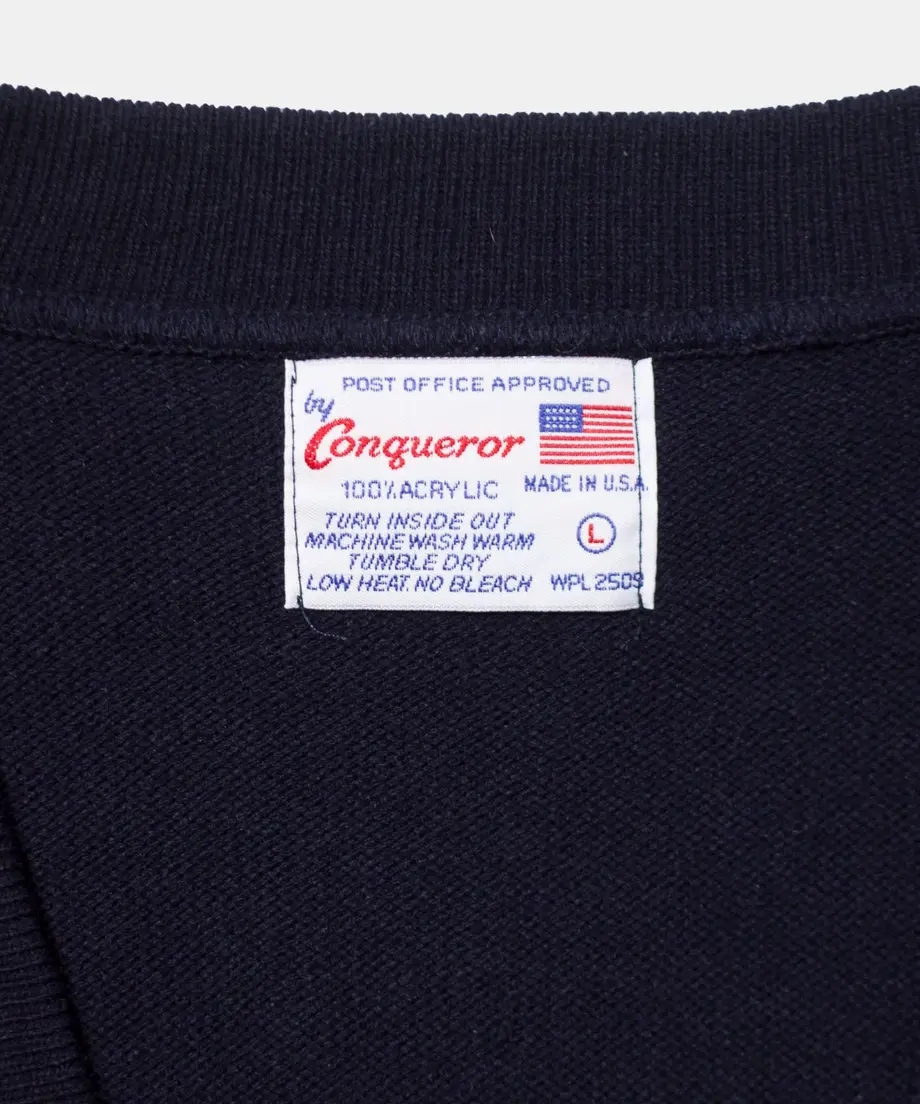 POST OFFICE APPROVED
by
Conqueror
100% ACRYLIC
MADE IN U.S.A.
TURN INSIDE OUT
MACHINE WASH WARM
TUMBLE DRY
LOW HEAT. NO BLEACH
L
WPL 2509